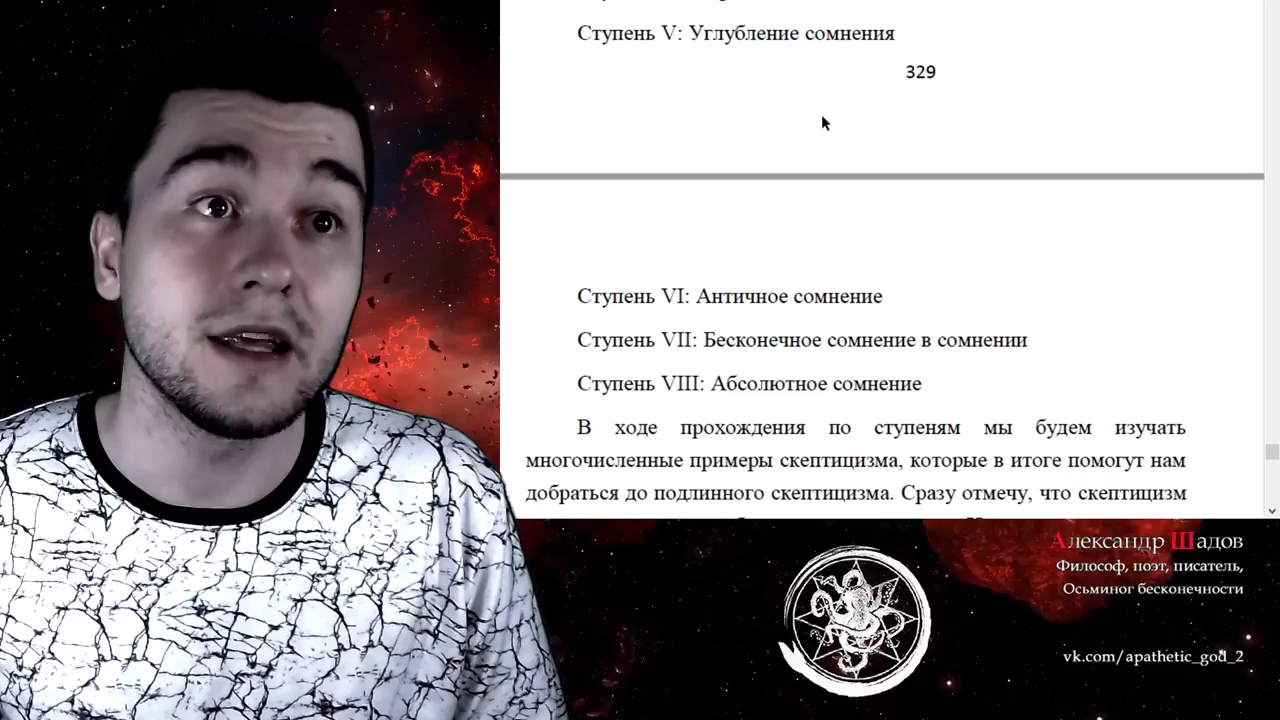 Ступень V: Углубление сомнения
329
Ступень VI: Античное сомнение
Ступень VII: Бесконечное сомнение в сомнении
Ступень VIII: Абсолютное сомнение
В ходе прохождения по ступеням мы будем изучать
многочисленные примеры скептицизма, которые в итоге помогут нам
добраться до подлинного скептицизма. Сразу отмечу, что скептицизм
Александр Шадов
Философ, поэт, писатель,
Осьминог бесконечности
vk.com/apathetic_god_2